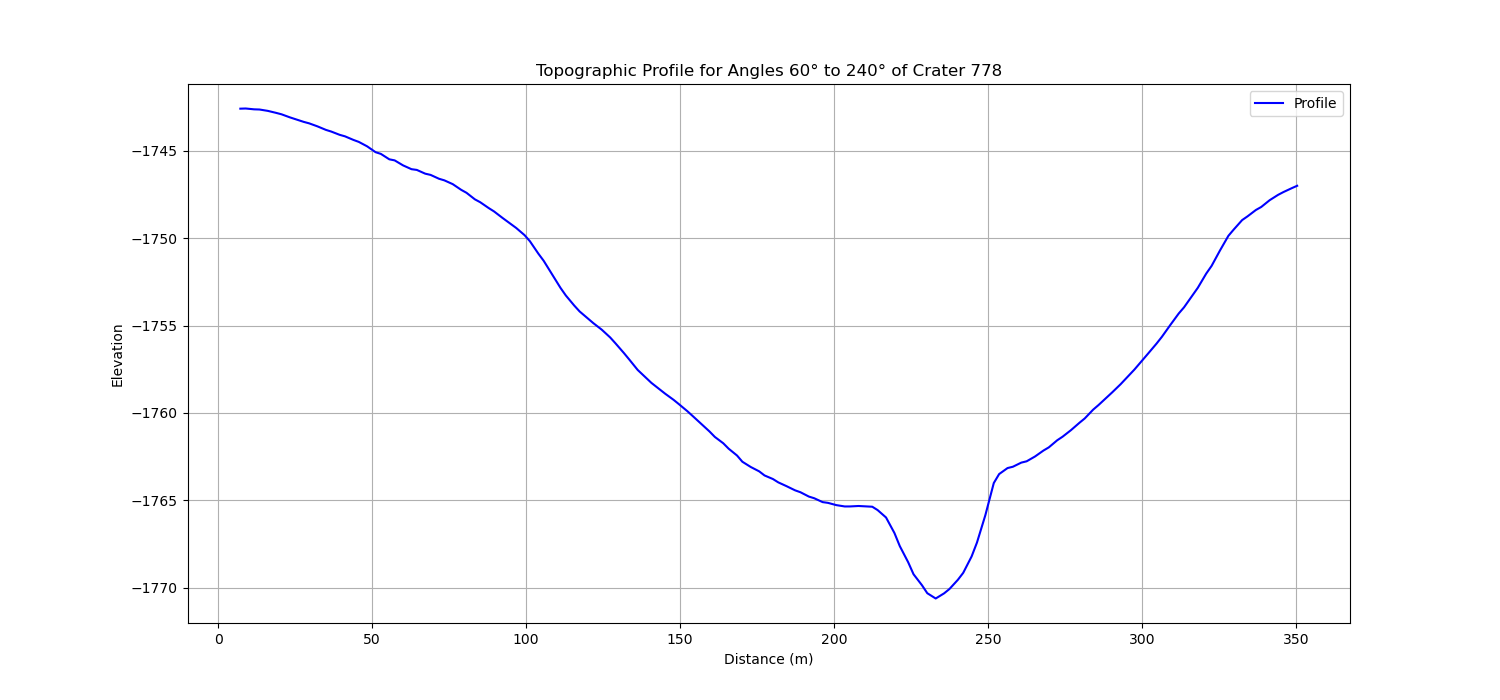 Topographic Profile for Angles 60° to 240° of Crater 778
Profile
Elevation
−1745
−1750
−1755
−1760
−1765
−1770
0 50 100 150 200 250 300 350
Distance (m)